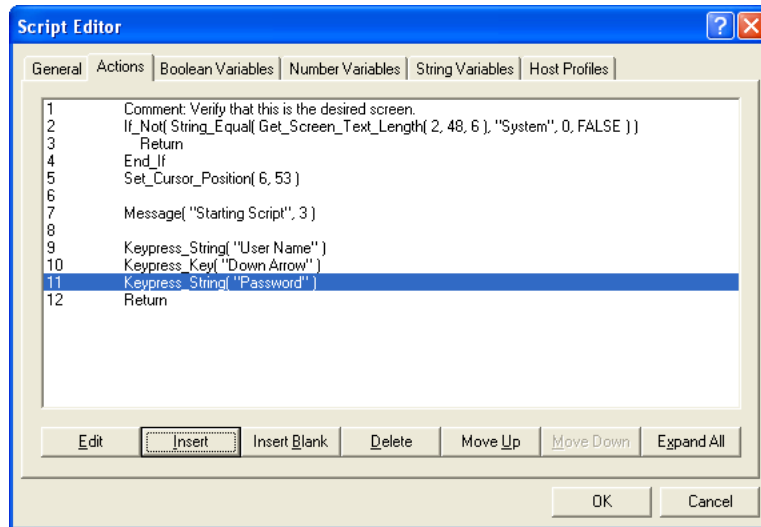 Script Editor
General Actions Boolean Variables Number Variables String Variables Host Profiles
1 Comment: Verify that this is the desired screen.
2 If_Not( String_Equal( Get_Screen_Text_Length( 2, 48, 6 ), "System", 0, FALSE ) )
3 Return
4 End_If
5 Set_Cursor_Position( 6, 53 )
6
7 Message( "Starting Script", 3 )
8
9 Keypress_String( "User Name" )
10 Keypress_Key( "Down Arrow" )
11 Keypress_String( "Password" )
12 Return
Edit Insert Insert Blank Delete Move Up Move Down Expand All
OK Cancel